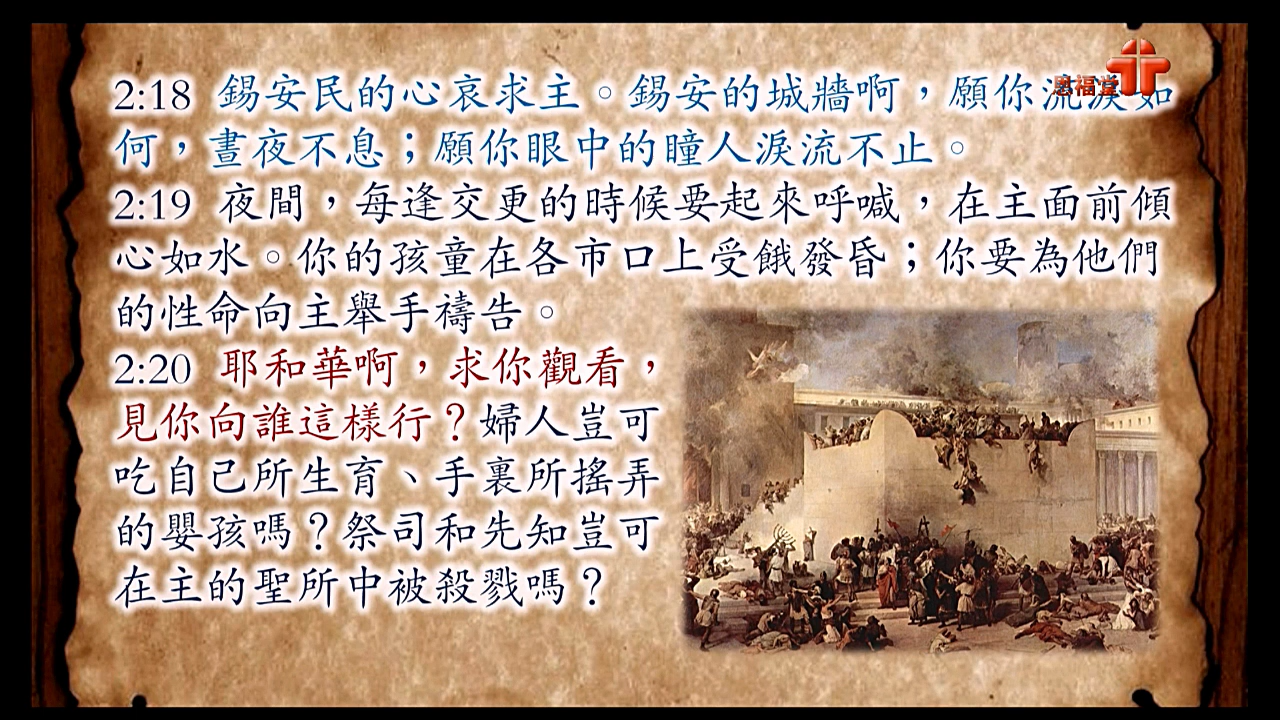 恩福堂
2:18 錫安民的心哀求主。錫安的城牆啊，願你流淚如
何，晝夜不息；願你眼中的瞳人淚流不止。
2:19 夜間，每逢交更的時候要起來呼喊，在主面前傾
心如水。你的孩童在各市口上受餓發昏；你要為他們
的性命向主舉手禱告。
2:20 耶和華啊，求你觀看，
見你向誰這樣行？婦人豈可
吃自己所生育、手裏所搖弄
的嬰孩嗎？祭司和先知豈可
在主的聖所中被殺戮嗎？